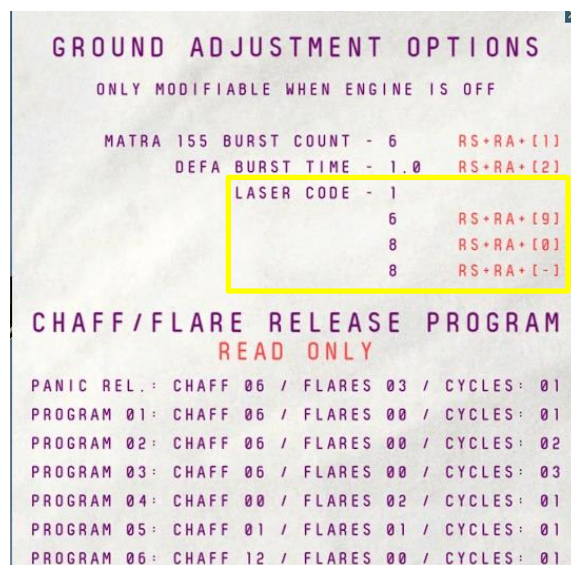 GROUND ADJUSTMENT OPTIONS
ONLY MODIFIABLE WHEN ENGINE IS OFF
MATRA 155 BURST COUNT - 6 RS+RA+[1]
DEFA BURST TIME - 1.0 RS+RA+[2]
LASER CODE - 1
6 RS+RA+[9]
8 RS+RA+[0]
8 RS+RA+[-]
CHAFF/FLARE RELEASE PROGRAM
READ ONLY
PANIC REL.: CHAFF 06 / FLARES 03 / CYCLES: 01
PROGRAM 01: CHAFF 06 / FLARES 00 / CYCLES: 01
PROGRAM 02: CHAFF 06 / FLARES 00 / CYCLES: 02
PROGRAM 03: CHAFF 06 / FLARES 00 / CYCLES: 03
PROGRAM 04: CHAFF 00 / FLARES 02 / CYCLES: 01
PROGRAM 05: CHAFF 01 / FLARES 01 / CYCLES: 01
PROGRAM 06: CHAFF 12 / FLARES 00 / CYCLES: 01